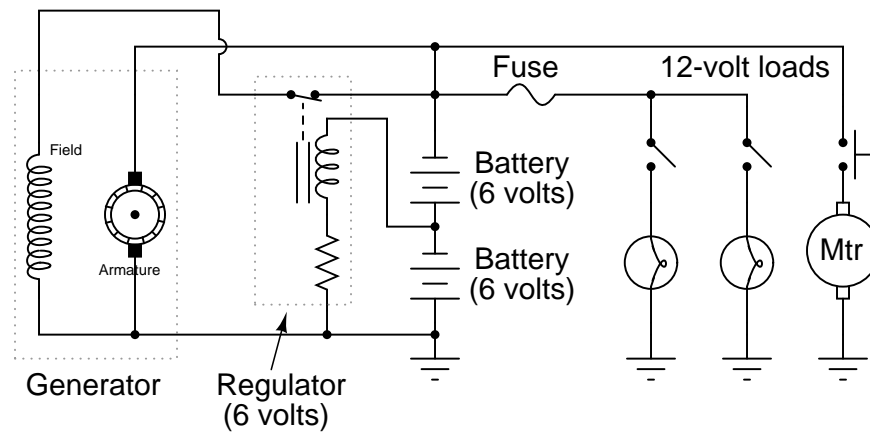 Fuse
12-volt loads
Field
Battery
(6 volts)
Armature
Battery
(6 volts)
Mtr
Generator
Regulator
(6 volts)